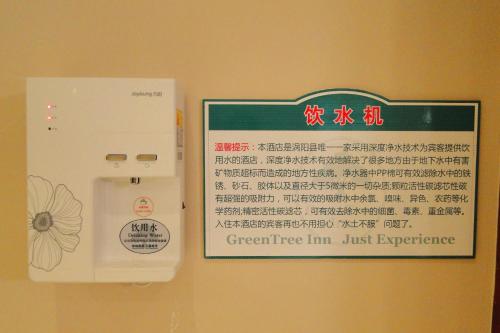 Joyoung 九阳
饮用水
Drinking Water
饮水机
温馨提示：本酒店是涡阳县唯一一家采用深度净水技术为宾客提供饮
用水的酒店，深度净水技术有效地解决了很多地方由于地下水中有害
矿物质超标而造成的地方性疾病。净水器中PP棉可有效滤除水中的铁
锈、砂石、胶体以及直径大于5微米的一切杂质;颗粒活性碳滤芯性碳
有超强的吸附力，可以有效的吸附水中余氯、嗅味、异色、农药等化
学药剂;精密活性碳滤芯，可有效去除水中的细菌、毒素、重金属等。
入住本酒店的宾客再也不用担心“水土不服”问题了。
GreenTree Inn Just Experience